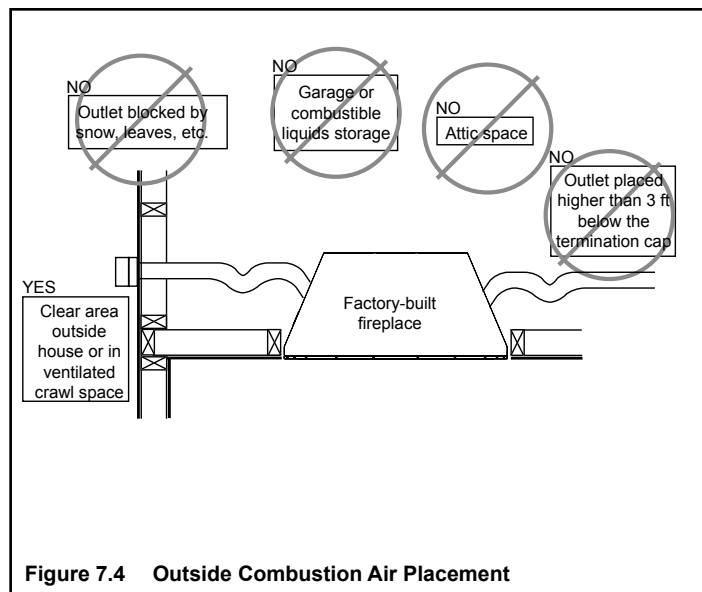 NO
Outlet blocked by
snow, leaves, etc.
NO
Garage or
combustible
liquids storage
NO
Attic space
NO
Outlet placed
higher than 3 ft
below the
termination cap
YES
Clear area
outside
house or in
ventilated
crawl space
Factory-built
fireplace
Figure 7.4 Outside Combustion Air Placement